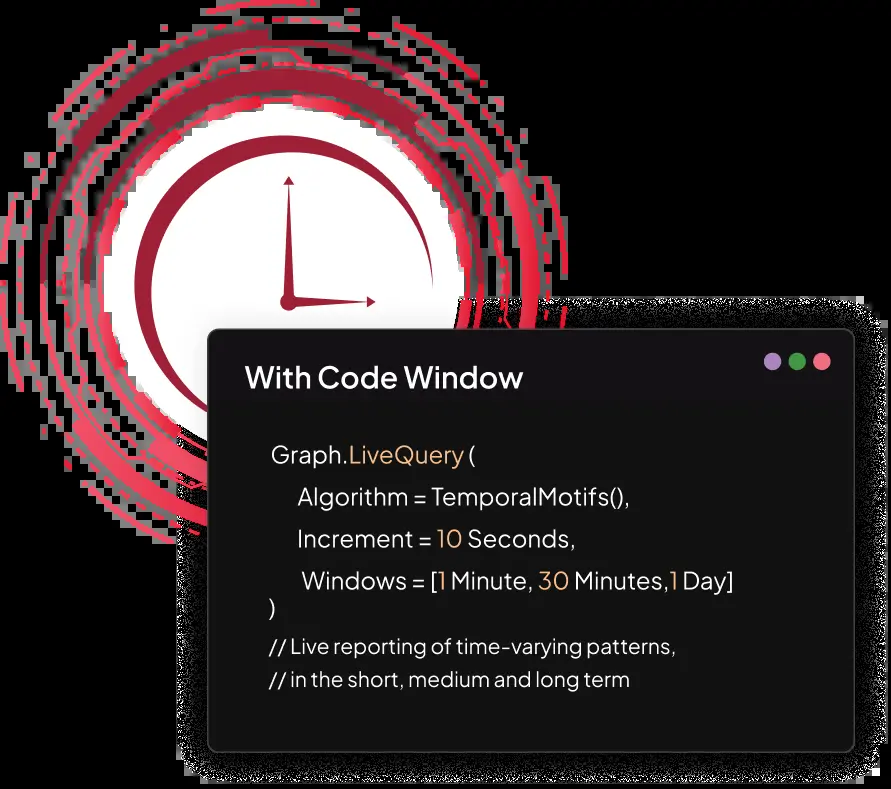 With Code Window
Graph.LiveQuery (
Algorithm = TemporalMotifs(),
Increment = 10 Seconds,
Windows = [1 Minute, 30 Minutes,1 Day]
)
// Live reporting of time-varying patterns,
// in the short, medium and long term